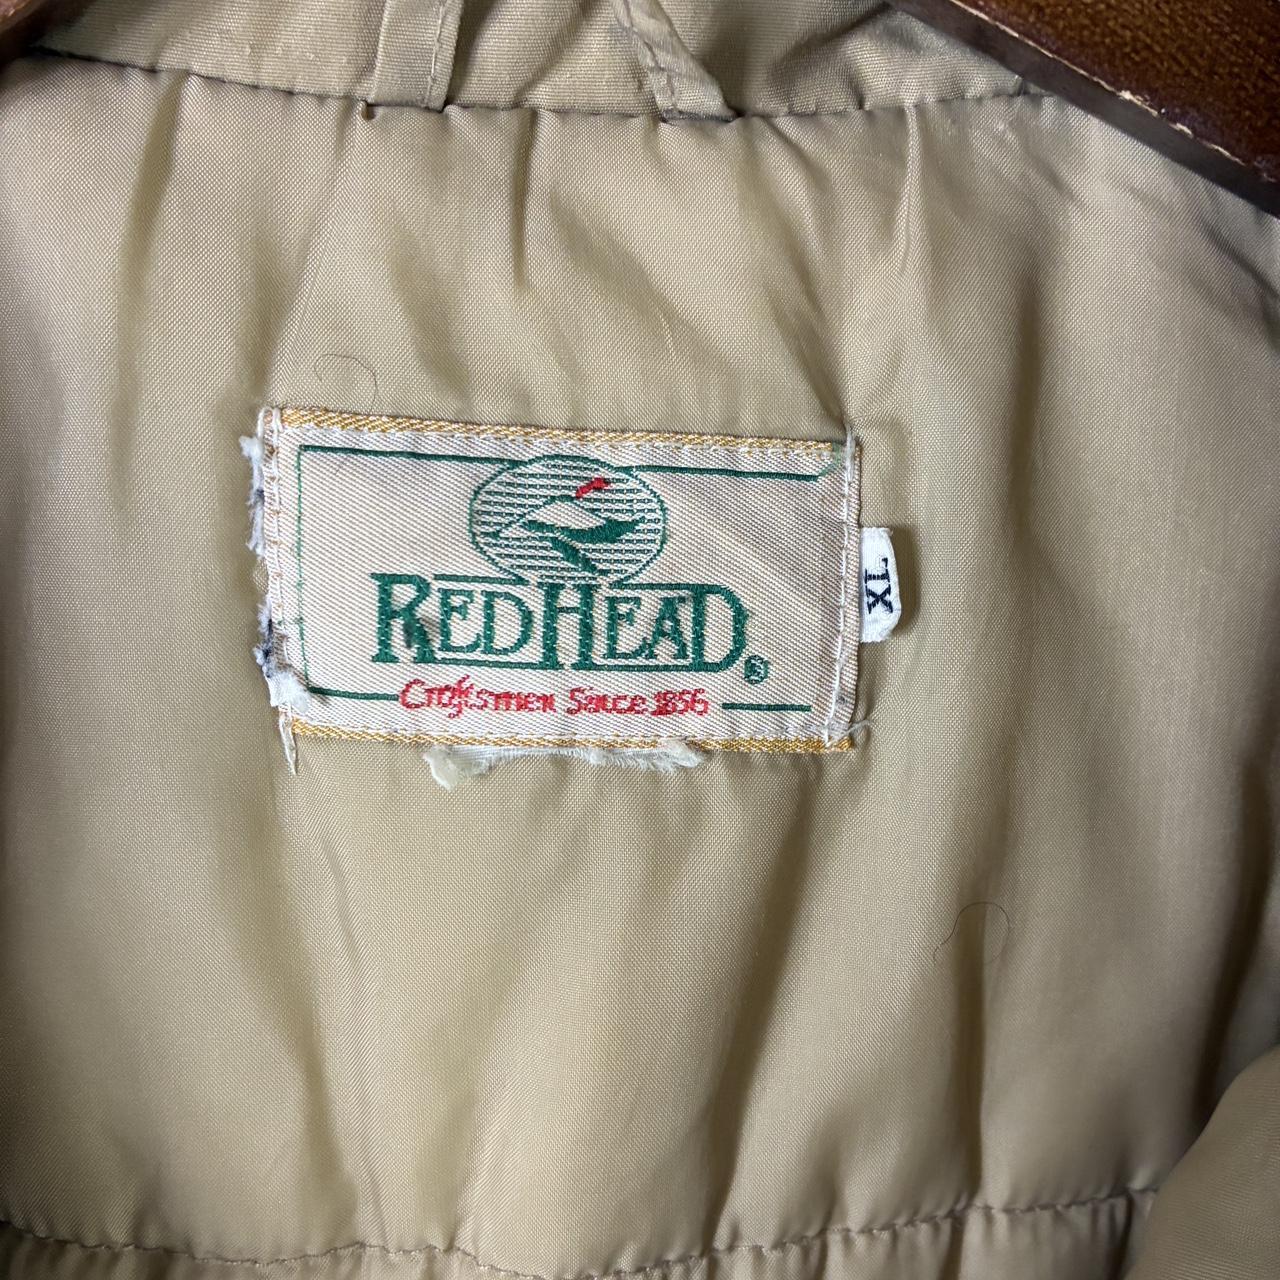 REDHEAD®
Craftsmen Since 1856
XL